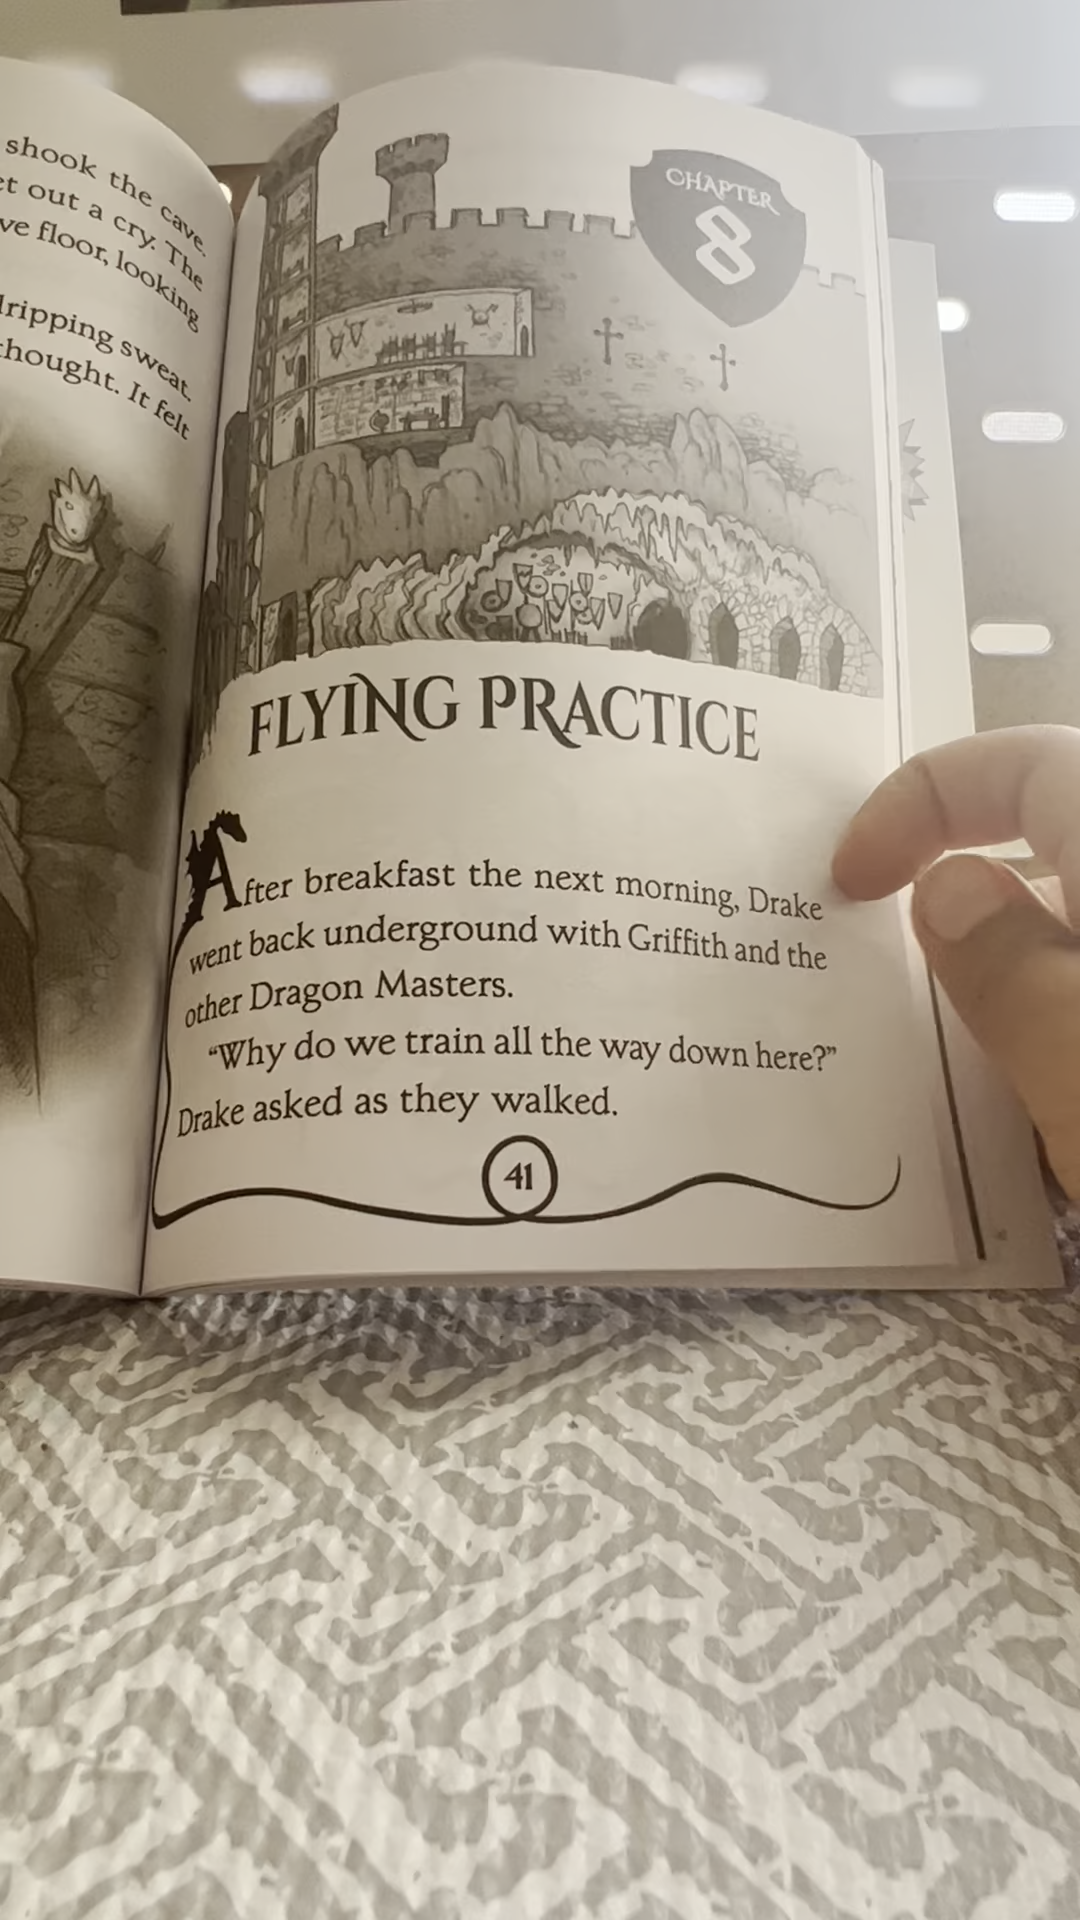 shook the cave.
out a cry. The
floor, looking
dripping sweat.
thought. It felt
CHAPTER
8
FLYING PRACTICE
After breakfast the next morning, Drake
went back underground with Griffith and the
other Dragon Masters.
“Why do we train all the way down here?”
Drake asked as they walked.
41